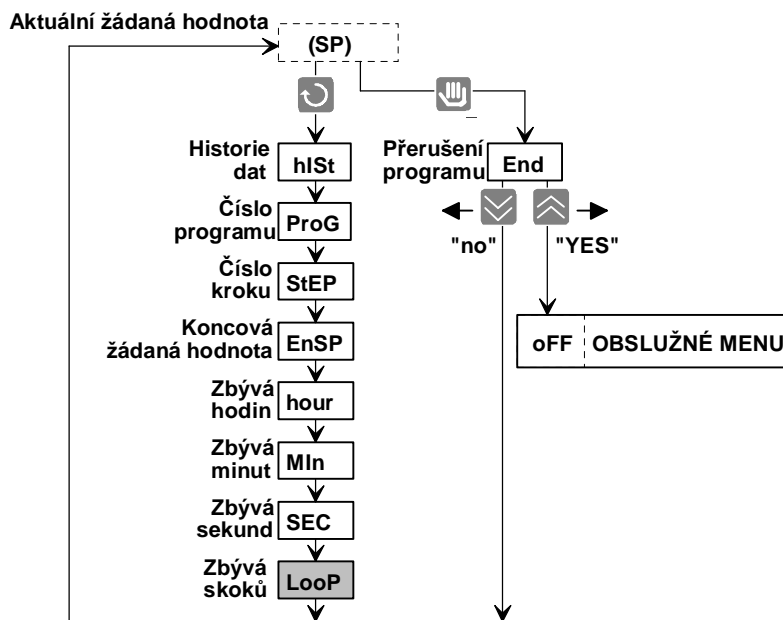 Aktuální žádaná hodnota
(SP)
Historie
dat
hISt
Přerušení
programu
End
Číslo
programu
ProG
"no"
"YES"
Číslo
kroku
StEP
Koncová
žádaná hodnota
EnSP
oFF
OBSLUŽNÉ MENU
Zbývá
hodin
hour
Zbývá
minut
MIn
Zbývá
sekund
SEC
Zbývá
skoků
LooP